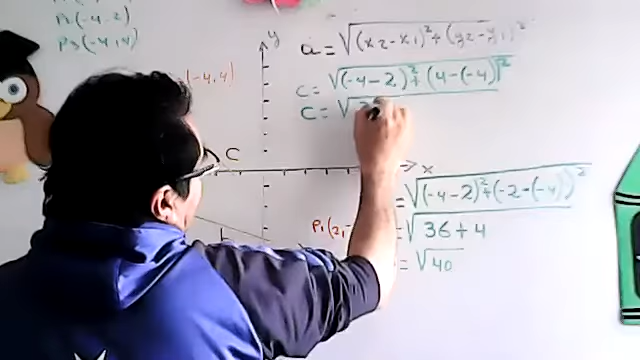 P2(-4,-2)
P3(-4,4)
y
(-4,4)
a=√(x2-x1)²+(y2-y1)²
c=√(-4-2)²+(4-(-4))²
c=√
C
x
=√(-4-2)²+(-2-(-4))²
P1(2,-
=√36+4
L
=√40